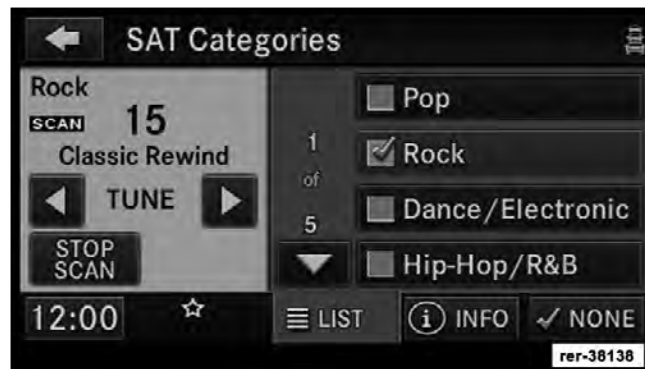 SAT Categories
Rock
SCAN 15
Classic Rewind
TUNE
STOP
SCAN
1
of
5
Pop
Rock
Dance/Electronic
Hip-Hop/R&B
12:00
LIST
i INFO
NONE
rer-38138